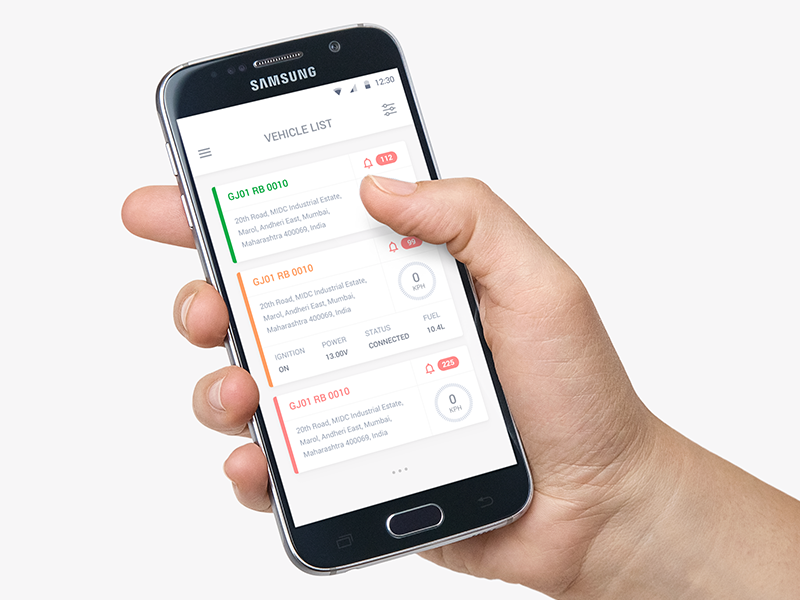 SAMSUNG
12:30
VEHICLE LIST
GJ01 RB 0010
112
20th Road, MIDC Industrial Estate,
Marol, Andheri East, Mumbai,
Maharashtra 400069, India
GJ01 RB 0010
99
20th Road, MIDC Industrial Estate,
Marol, Andheri East, Mumbai,
Maharashtra 400069, India
0
KPH
IGNITION POWER STATUS FUEL
ON 13.00V CONNECTED 10.4L
GJ01 RB 0010
225
20th Road, MIDC Industrial Estate,
Marol, Andheri East, Mumbai,
Maharashtra 400069, India
0
KPH